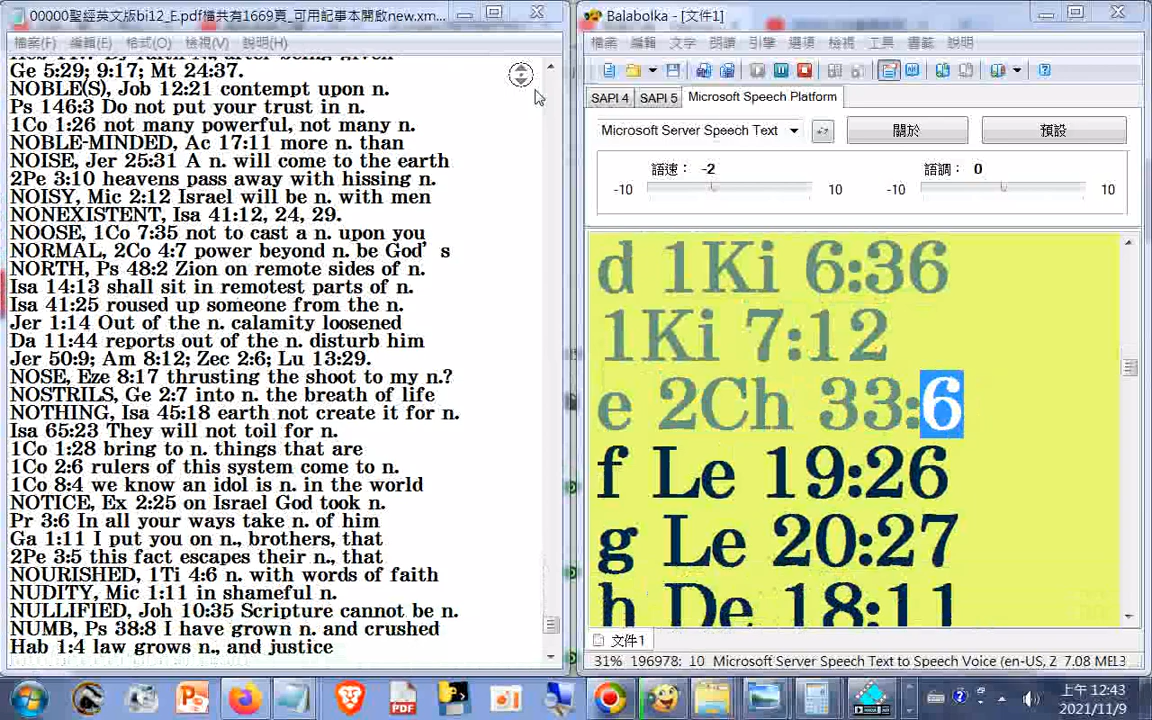 00000聖經英文版bi12_E.pdf檔共有1669頁_可用記事本開啟new.xm...
檔案(F) 編輯(E) 格式(O) 檢視(V) 說明(H)
Ge 5:29; 9:17; Mt 24:37.
NOBLE(S), Job 12:21 contempt upon n.
Ps 146:3 Do not put your trust in n.
1Co 1:26 not many powerful, not many n.
NOBLE-MINDED, Ac 17:11 more n. than
NOISE, Jer 25:31 A n. will come to the earth
2Pe 3:10 heavens pass away with hissing n.
NOISY, Mic 2:12 Israel will be n. with men
NONEXISTENT, Isa 41:12, 24, 29.
NOOSE, 1Co 7:35 not to cast a n. upon you
NORMAL, 2Co 4:7 power beyond n. be God’s
NORTH, Ps 48:2 Zion on remote sides of n.
Isa 14:13 shall sit in remotest parts of n.
Isa 41:25 roused up someone from the n.
Jer 1:14 Out of the n. calamity loosened
Da 11:44 reports out of the n. disturb him
Jer 50:9; Am 8:12; Zec 2:6; Lu 13:29.
NOSE, Eze 8:17 thrusting the shoot to my n.?
NOSTRILS, Ge 2:7 into n. the breath of life
NOTHING, Isa 45:18 earth not create it for n.
Isa 65:23 They will not toil for n.
1Co 1:28 bring to n. things that are
1Co 2:6 rulers of this system come to n.
1Co 8:4 we know an idol is n. in the world
NOTICE, Ex 2:25 on Israel God took n.
Pr 3:6 In all your ways take n. of him
Ga 1:11 I put you on n., brothers, that
2Pe 3:5 this fact escapes their n., that
NOURISHED, 1Ti 4:6 n. with words of faith
NUDITY, Mic 1:11 in shameful n.
NULLIFIED, Joh 10:35 Scripture cannot be n.
NUMB, Ps 38:8 I have grown n. and crushed
Hab 1:4 law grows n., and justice
Balabolka - [文件1]
檔案 編輯 文字 朗讀 引擎 選項 檢視 工具 書籤 說明
SAPI 4 SAPI 5 Microsoft Speech Platform
Microsoft Server Speech Text 關於 預設
語速: -2 語調: 0
-10 10 -10 10
d 1Ki 6:36
1Ki 7:12
e 2Ch 33:6
f Le 19:26
g Le 20:27
h De 18:11
文件1
31% 196978: 10 Microsoft Server Speech Text to Speech Voice (en-US, Z 7.08 ME
PDF
上午 12:43
2021/11/9